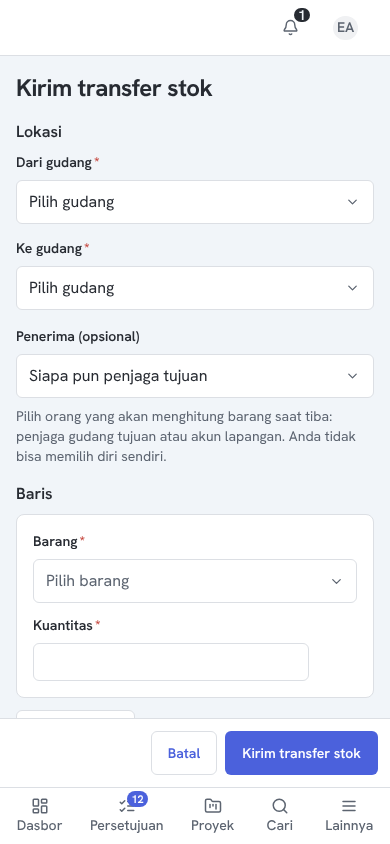 1
EA
Kirim transfer stok
Lokasi
Dari gudang *
Pilih gudang
Ke gudang *
Pilih gudang
Penerima (opsional)
Siapa pun penjaga tujuan
Pilih orang yang akan menghitung barang saat tiba:
penjaga gudang tujuan atau akun lapangan. Anda tidak
bisa memilih diri sendiri.
Baris
Barang *
Pilih barang
Kuantitas *
Batal
Kirim transfer stok
12
Dasbor
Persetujuan
Proyek
Cari
Lainnya